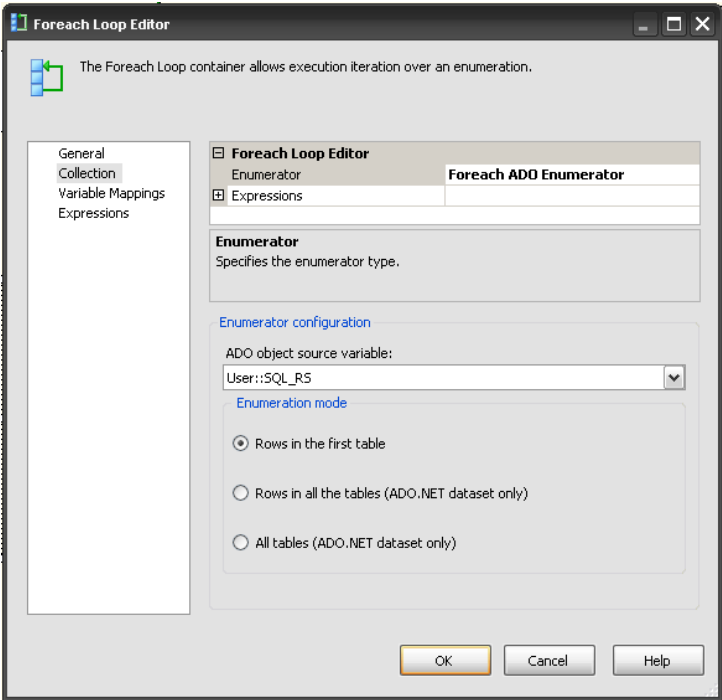 Foreach Loop Editor
The Foreach Loop container allows execution iteration over an enumeration.
General
Collection
Variable Mappings
Expressions
Foreach Loop Editor
Enumerator Foreach ADO Enumerator
Expressions
Enumerator
Specifies the enumerator type.
Enumerator configuration
ADO object source variable:
User::SQL_RS
Enumeration mode
Rows in the first table
Rows in all the tables (ADO.NET dataset only)
All tables (ADO.NET dataset only)
OK Cancel Help